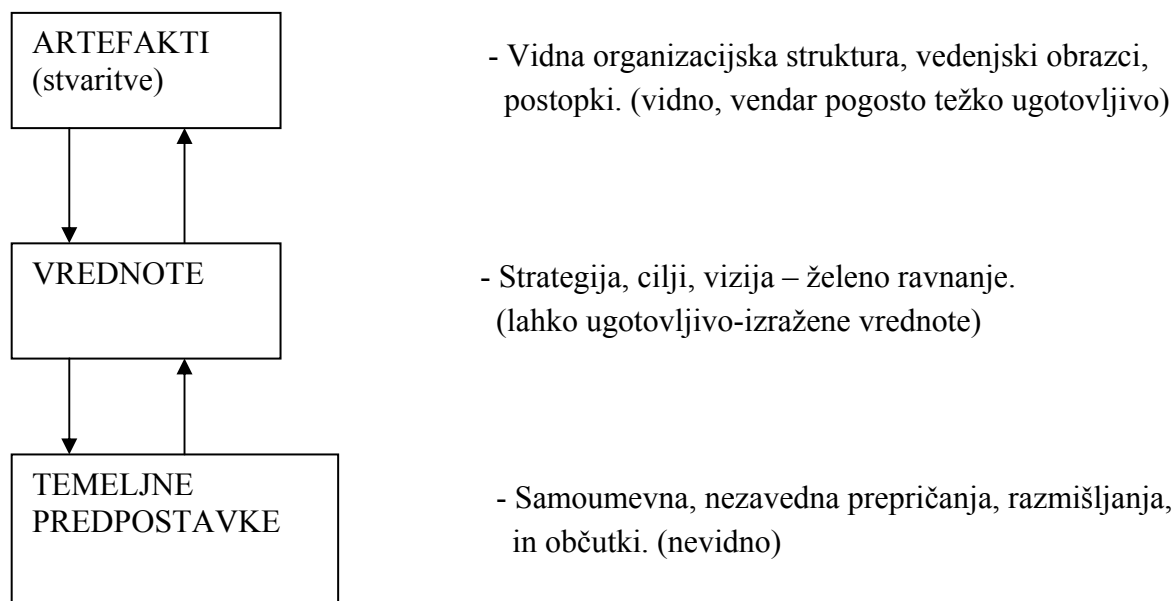 ARTEFAKTI
(stvaritve)
- Vidna organizacijska struktura, vedenjski obrazci,
postopki. (vidno, vendar pogosto težko ugotovljivo)
VREDNOTE
- Strategija, cilji, vizija – želeno ravnanje.
(lahko ugotovljivo-izražene vrednote)
TEMELJNE
PREDPOSTAVKE
- Samoumevna, nezavedna prepričanja, razmišljanja,
in občutki. (nevidno)